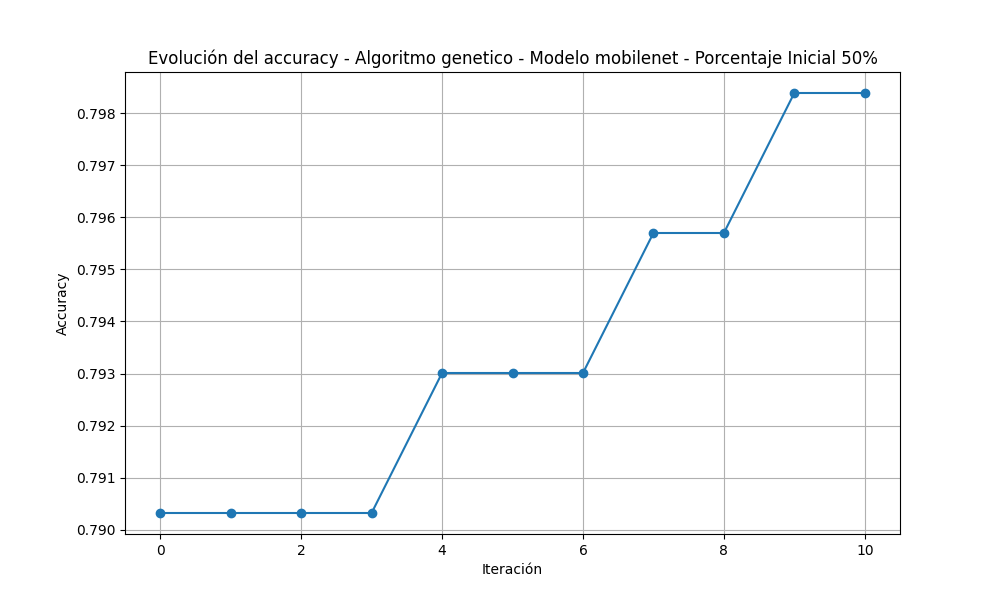 Evolución del accuracy - Algoritmo genetico - Modelo mobilenet - Porcentaje Inicial 50%
0.798
0.797
0.796
0.795
0.794
0.793
0.792
0.791
0.790
Accuracy
0 2 4 6 8 10
Iteración